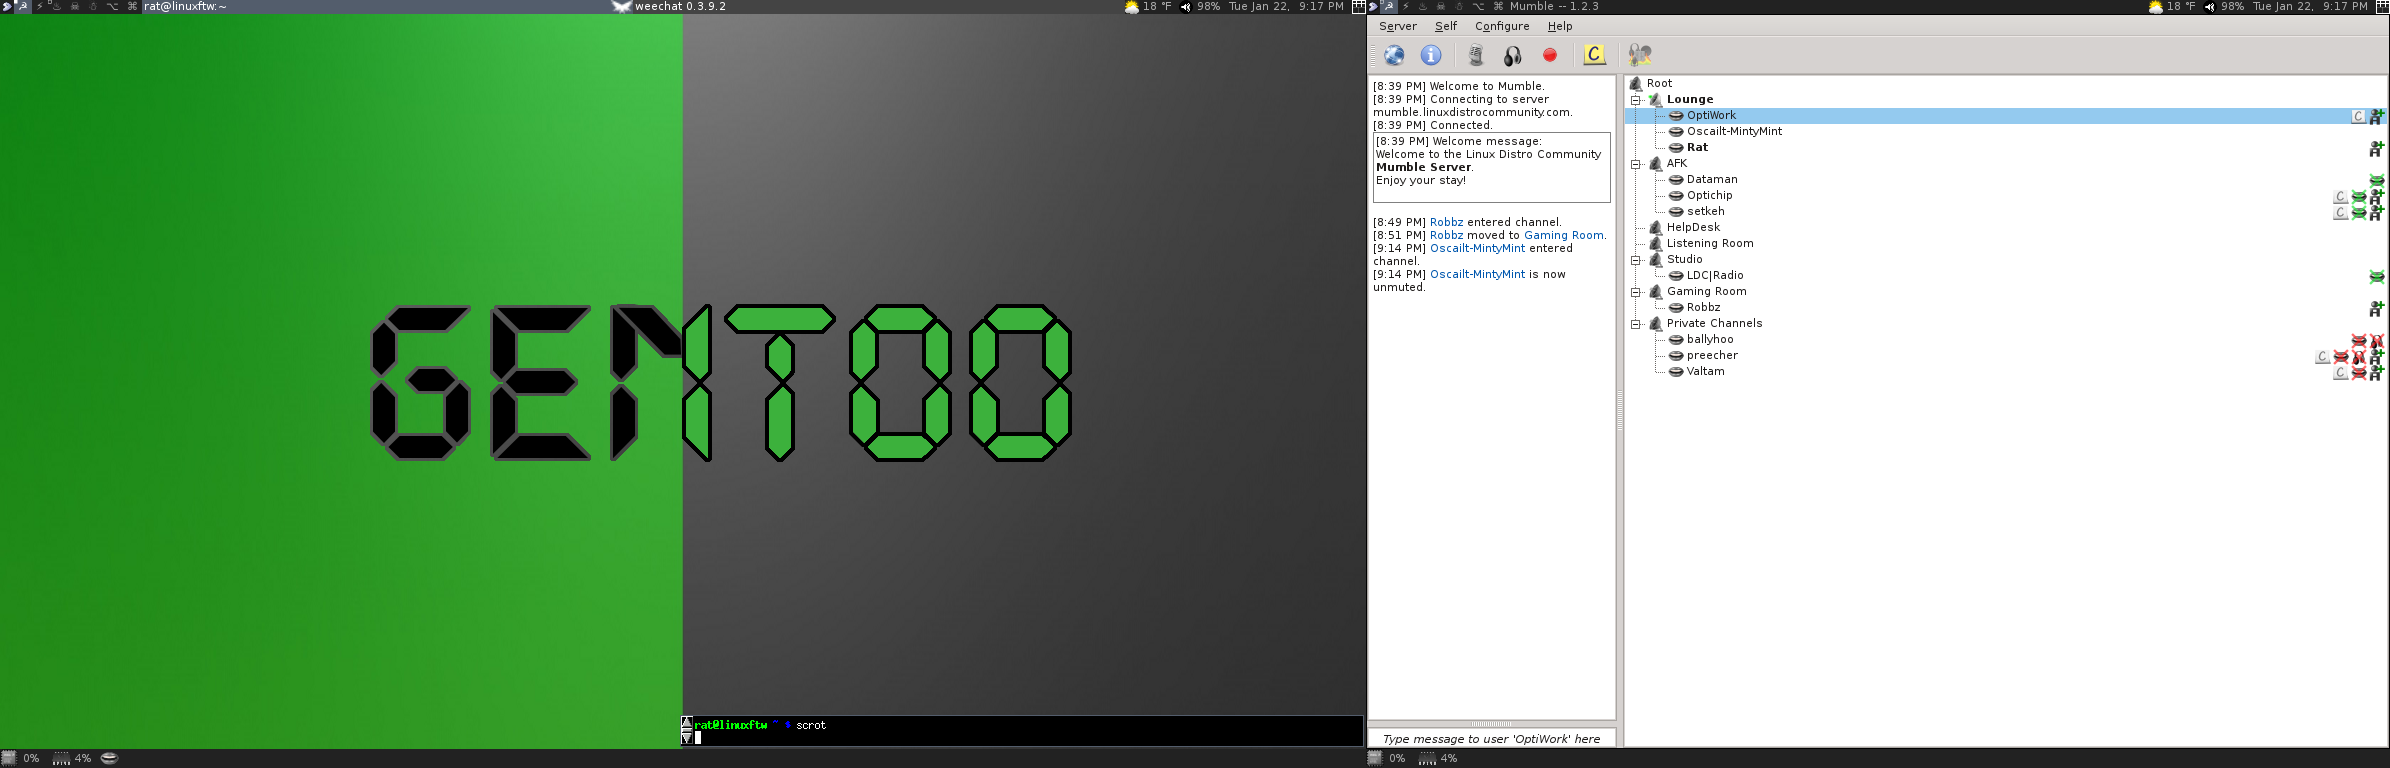 rat@linuxftw:~
weechat 0.3.9.2
18 °F 98% Tue Jan 22, 9:17 PM
Mumble -- 1.2.3
18 °F 98% Tue Jan 22, 9:17 PM
Server Self Configure Help
C
[8:39 PM] Welcome to Mumble.
[8:39 PM] Connecting to server
mumble.linuxdistrocommunity.com.
[8:39 PM] Connected.
[8:39 PM] Welcome message:
Welcome to the Linux Distro Community
Mumble Server.
Enjoy your stay!
[8:49 PM] Robbz entered channel.
[8:51 PM] Robbz moved to Gaming Room.
[9:14 PM] Oscailt-MintyMint entered
channel.
[9:14 PM] Oscailt-MintyMint is now
unmuted.
Type message to user 'OptiWork' here
Root
Lounge
OptiWork C
Oscailt-MintyMint
Rat
AFK
Dataman
Optichip C
setkeh C
HelpDesk
Listening Room
Studio
LDC|Radio
Gaming Room
Robbz
Private Channels
ballyhoo
preecher C
Valtam C
GENTOO
rat@linuxftw ~ $ scrot
0% 4%
0% 4%